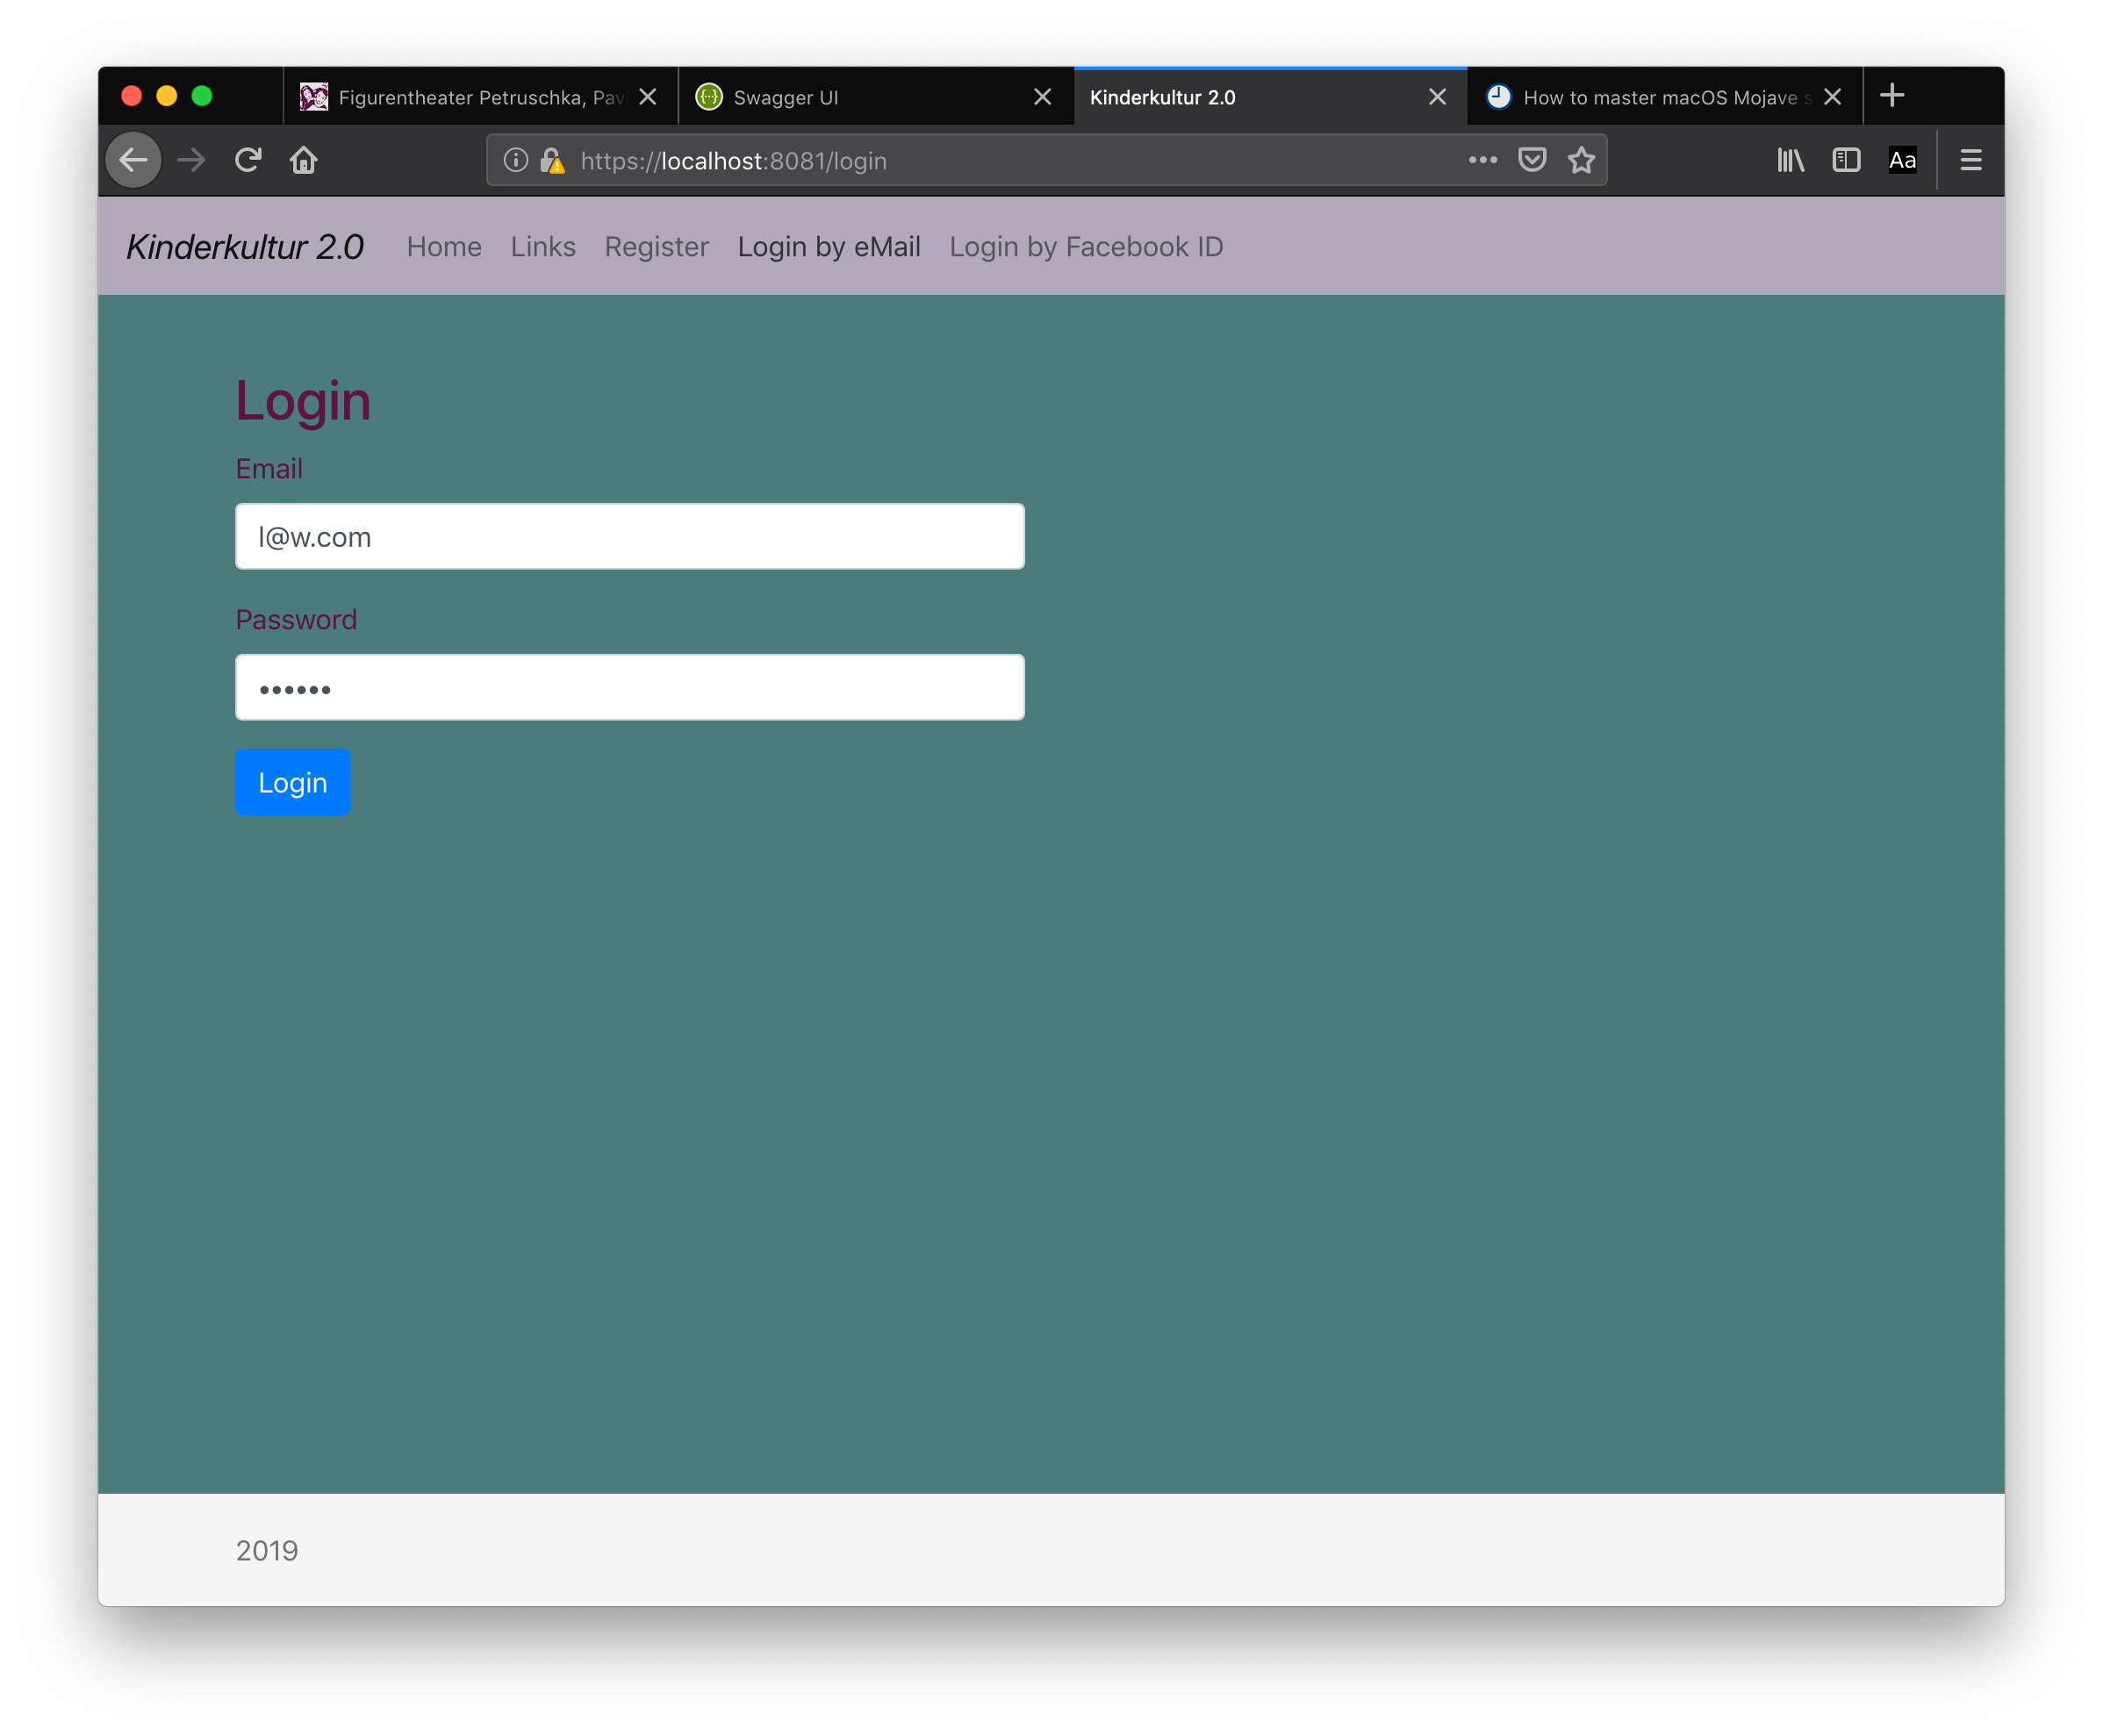 Figurentheater Petruschka, Pav
Swagger UI
Kinderkultur 2.0
How to master macOS Mojave s
https://localhost:8081/login
Aa
Kinderkultur 2.0 Home Links Register Login by eMail Login by Facebook ID
Login
Email
l@w.com
Password
••••••
Login
2019